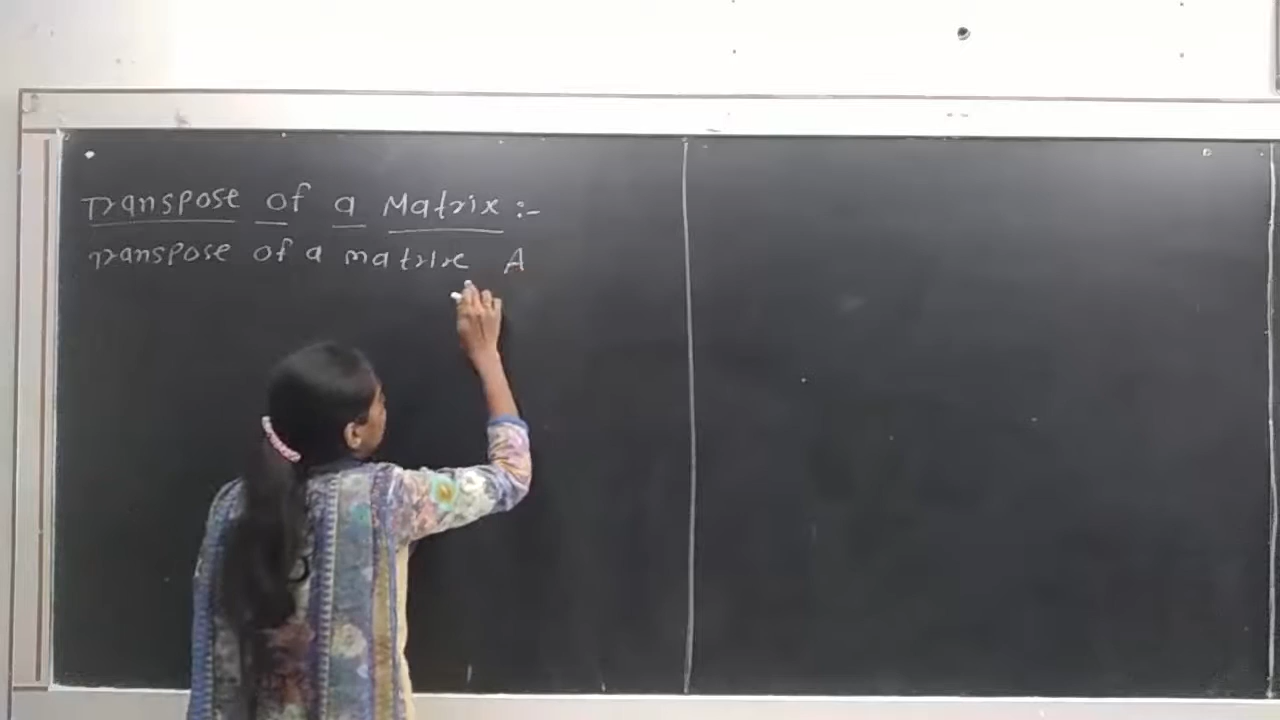 Transpose of a Matrix :-
Transpose of a matrix A